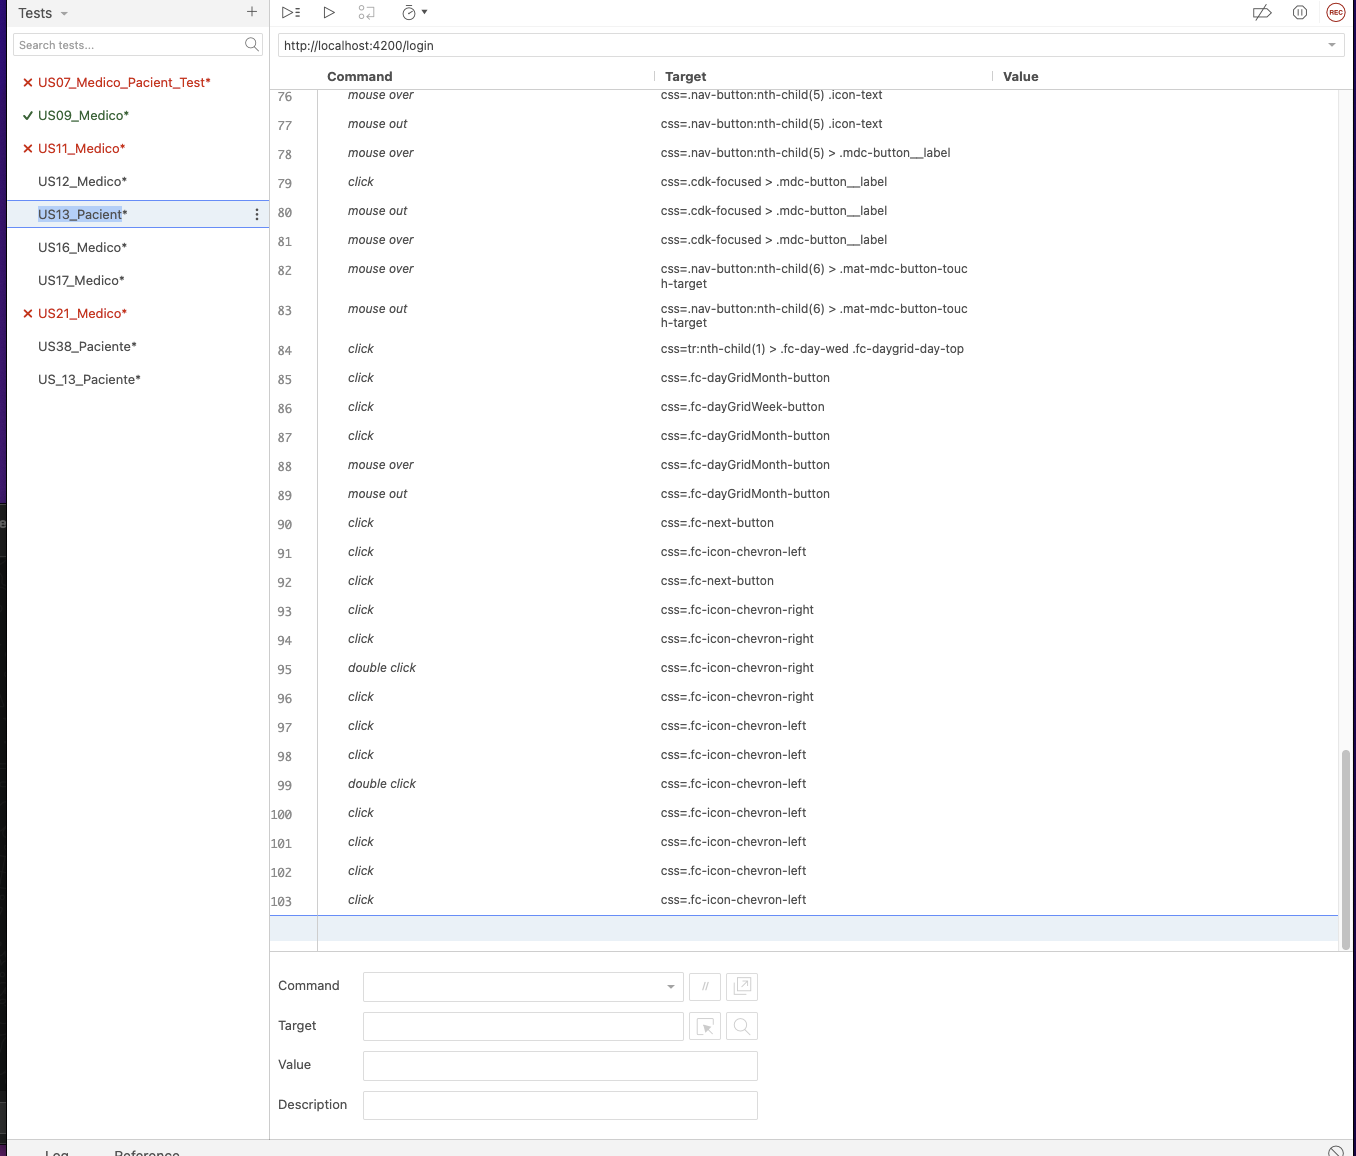 Tests
Search tests...
US07_Medico_Pacient_Test*
US09_Medico*
US11_Medico*
US12_Medico*
US13_Pacient*
US16_Medico*
US17_Medico*
US21_Medico*
US38_Paciente*
US_13_Paciente*
REC
http://localhost:4200/login
Command Target Value
76 mouse over css=.nav-button:nth-child(5) .icon-text
77 mouse out css=.nav-button:nth-child(5) .icon-text
78 mouse over css=.nav-button:nth-child(5) > .mdc-button__label
79 click css=.cdk-focused > .mdc-button__label
80 mouse out css=.cdk-focused > .mdc-button__label
81 mouse over css=.cdk-focused > .mdc-button__label
82 mouse over css=.nav-button:nth-child(6) > .mat-mdc-button-touc
h-target
83 mouse out css=.nav-button:nth-child(6) > .mat-mdc-button-touc
h-target
84 click css=tr:nth-child(1) > .fc-day-wed .fc-daygrid-day-top
85 click css=.fc-dayGridMonth-button
86 click css=.fc-dayGridWeek-button
87 click css=.fc-dayGridMonth-button
88 mouse over css=.fc-dayGridMonth-button
89 mouse out css=.fc-dayGridMonth-button
90 click css=.fc-next-button
91 click css=.fc-icon-chevron-left
92 click css=.fc-next-button
93 click css=.fc-icon-chevron-right
94 click css=.fc-icon-chevron-right
95 double click css=.fc-icon-chevron-right
96 click css=.fc-icon-chevron-right
97 click css=.fc-icon-chevron-left
98 click css=.fc-icon-chevron-left
99 double click css=.fc-icon-chevron-left
100 click css=.fc-icon-chevron-left
101 click css=.fc-icon-chevron-left
102 click css=.fc-icon-chevron-left
103 click css=.fc-icon-chevron-left
Command //
Target
Value
Description
Log Reference